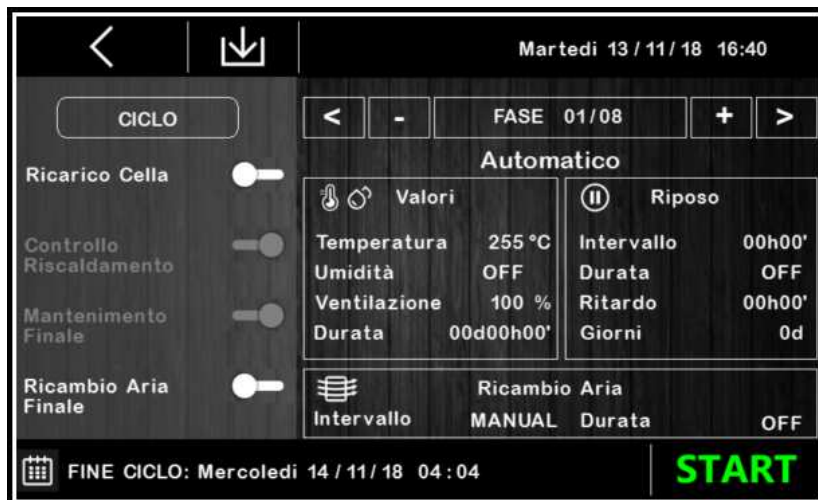 Martedi 13 / 11 / 18 16:40
CICLO
Ricarico Cella
Controllo
Riscaldamento
Mantenimento
Finale
Ricambio Aria
Finale
< - FASE 01/08 + >
Automatico
Valori
Temperatura 255 °C
Umidità OFF
Ventilazione 100 %
Durata 00d00h00'
Riposo
Intervallo 00h00'
Durata OFF
Ritardo 00h00'
Giorni 0d
Ricambio Aria
Intervallo MANUAL Durata OFF
FINE CICLO: Mercoledi 14 / 11 / 18 04 : 04
START